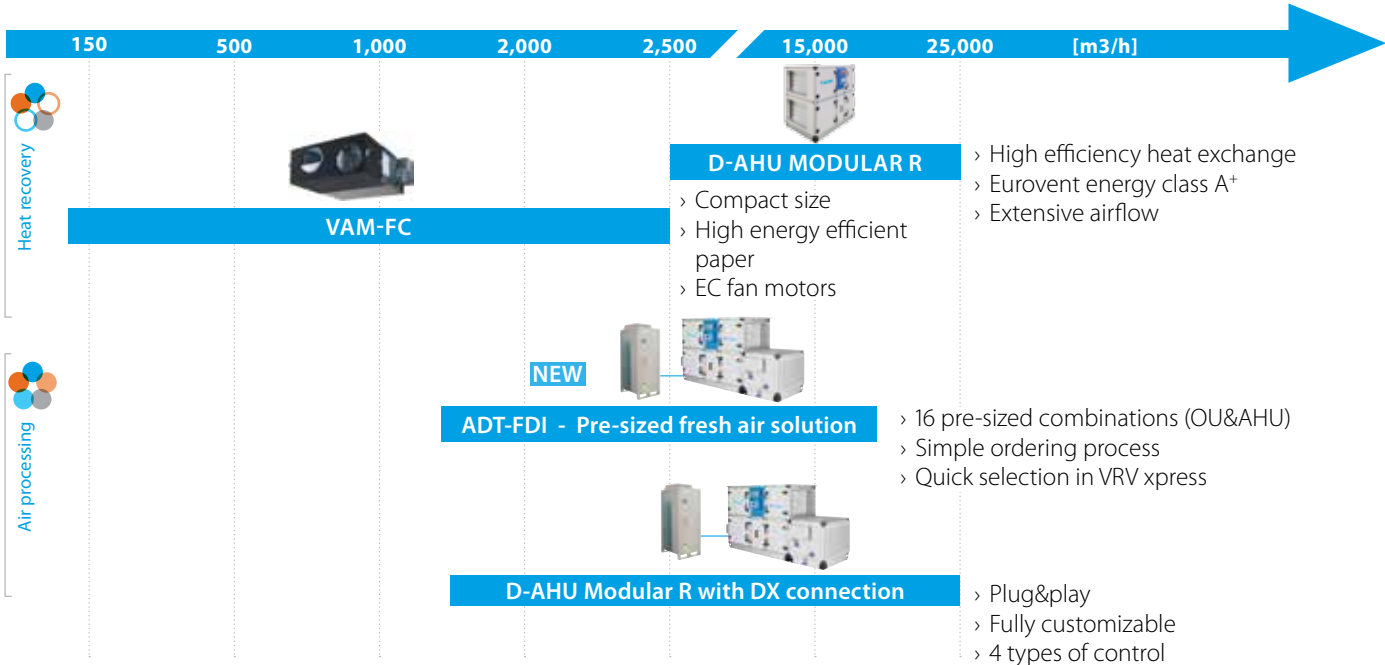 150 500 1,000 2,000 2,500 15,000 25,000 [m3/h]
Heat recovery
D-AHU MODULAR R
› High efficiency heat exchange
› Eurovent energy class A⁺
› Extensive airflow
VAM-FC
› Compact size
› High energy efficient
paper
› EC fan motors
Air processing
NEW
ADT-FDI - Pre-sized fresh air solution
› 16 pre-sized combinations (OU&AHU)
› Simple ordering process
› Quick selection in VRV xpress
D-AHU Modular R with DX connection
› Plug&play
› Fully customizable
› 4 types of control